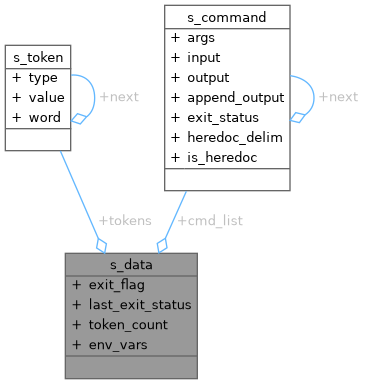 s_command
+ args
+ input
+ output
+ append_output
+ exit_status
+ heredoc_delim
+ is_heredoc
+next
s_token
+ type
+ value
+ word
+next
+tokens
+cmd_list
s_data
+ exit_flag
+ last_exit_status
+ token_count
+ env_vars